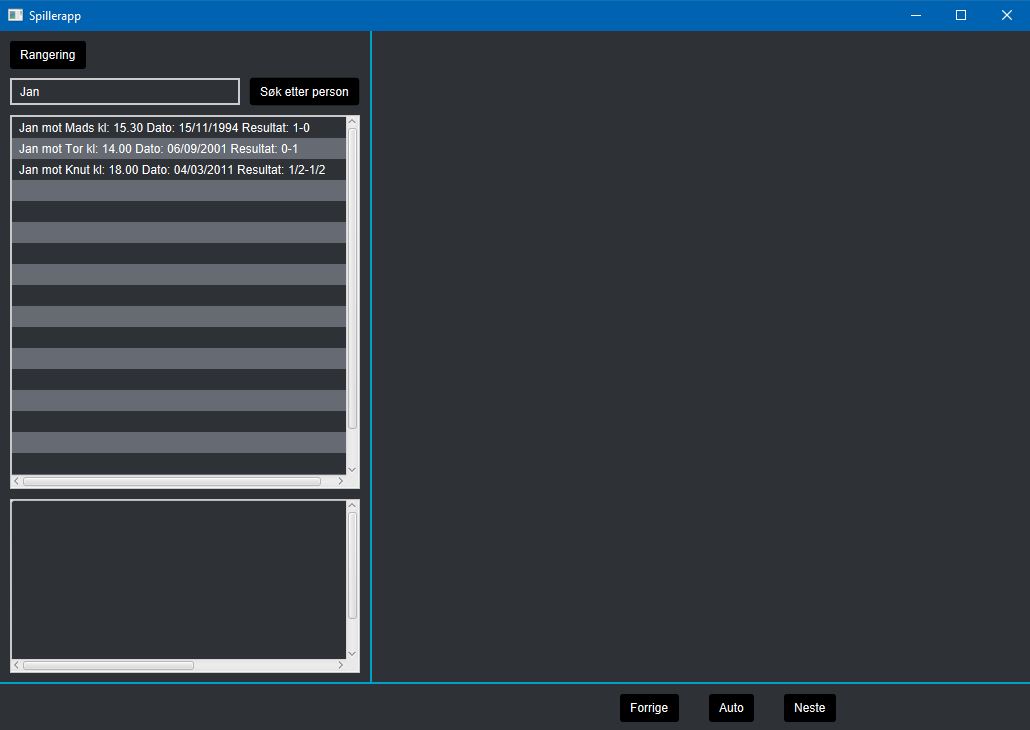 Spillerapp
Rangering
Jan
Søk etter person
Jan mot Mads kl: 15.30 Dato: 15/11/1994 Resultat: 1-0
Jan mot Tor kl: 14.00 Dato: 06/09/2001 Resultat: 0-1
Jan mot Knut kl: 18.00 Dato: 04/03/2011 Resultat: 1/2-1/2
Forrige
Auto
Neste